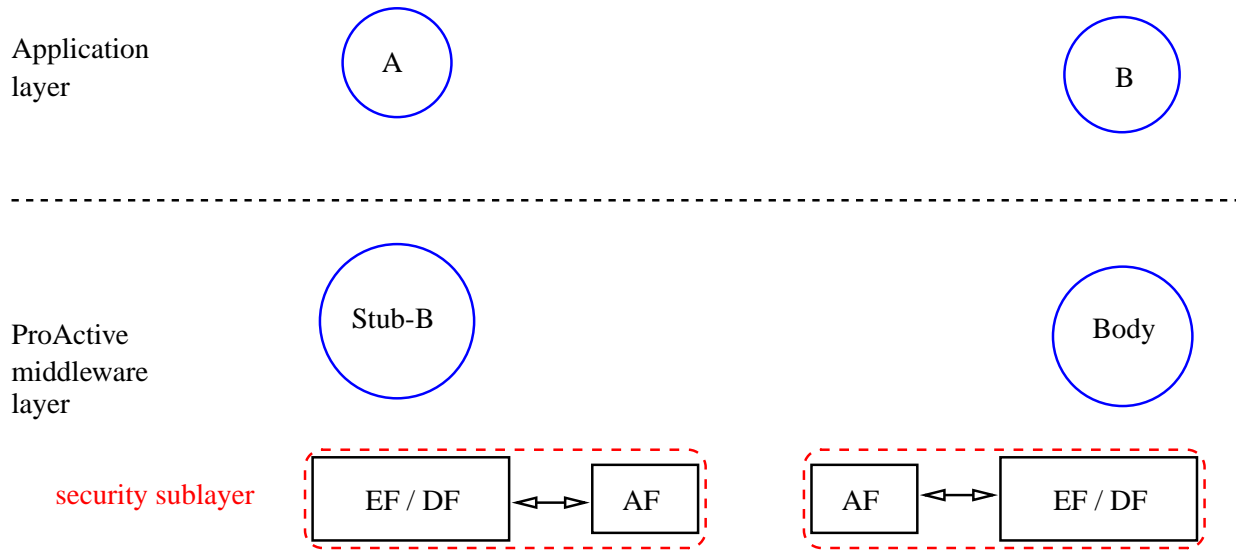 Application
layer
A
B
Stub-B
Body
ProActive
middleware
layer
security sublayer
EF / DF
AF
AF
EF / DF